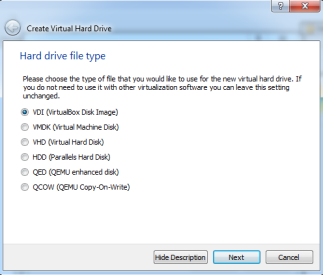 Create Virtual Hard Drive
Hard drive file type
Please choose the type of file that you would like to use for the new virtual hard drive. If
you do not need to use it with other virtualization software you can leave this setting
unchanged.
VDI (VirtualBox Disk Image)
VMDK (Virtual Machine Disk)
VHD (Virtual Hard Disk)
HDD (Parallels Hard Disk)
QED (QEMU enhanced disk)
QCOW (QEMU Copy-On-Write)
Hide Description
Next
Cancel